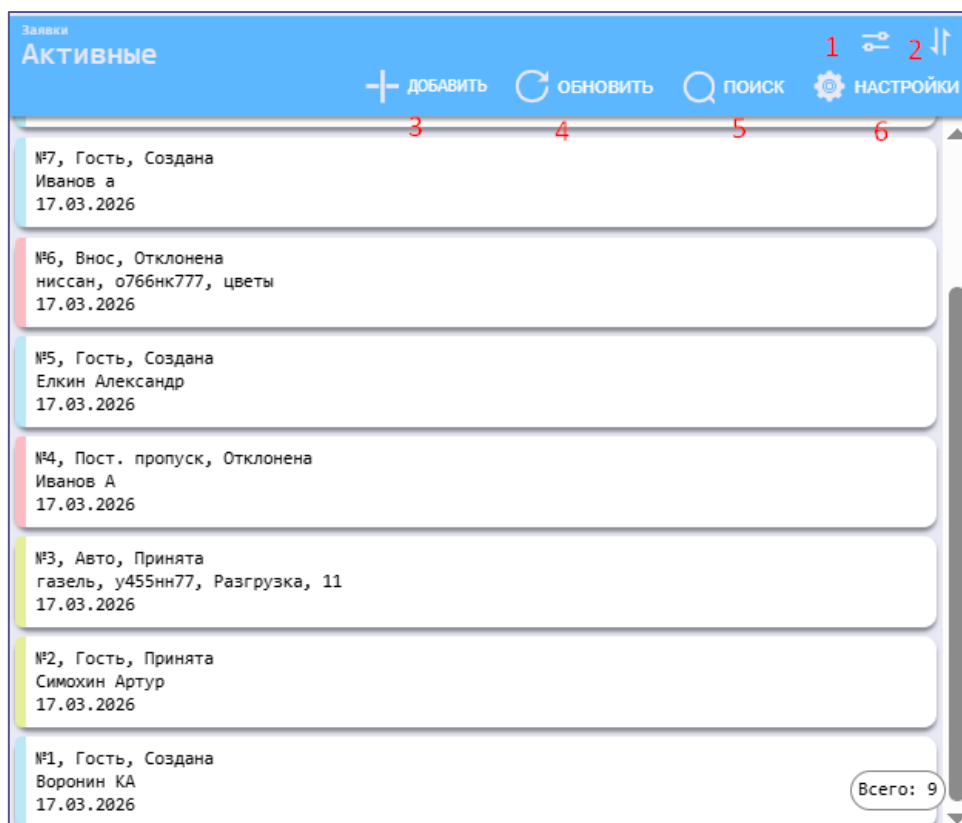 Заявки
Активные
1
2
ДОБАВИТЬ ОБНОВИТЬ ПОИСК НАСТРОЙКИ
3 4 5 6
№7, Гость, Создана
Иванов а
17.03.2026
№6, Внос, Отклонена
ниссан, о766нк777, цветы
17.03.2026
№5, Гость, Создана
Елкин Александр
17.03.2026
№4, Пост. пропуск, Отклонена
Иванов А
17.03.2026
№3, Авто, Принята
газель, у455нн77, Разгрузка, 11
17.03.2026
№2, Гость, Принята
Симохин Артур
17.03.2026
№1, Гость, Создана
Воронин КА
17.03.2026
Всего: 9